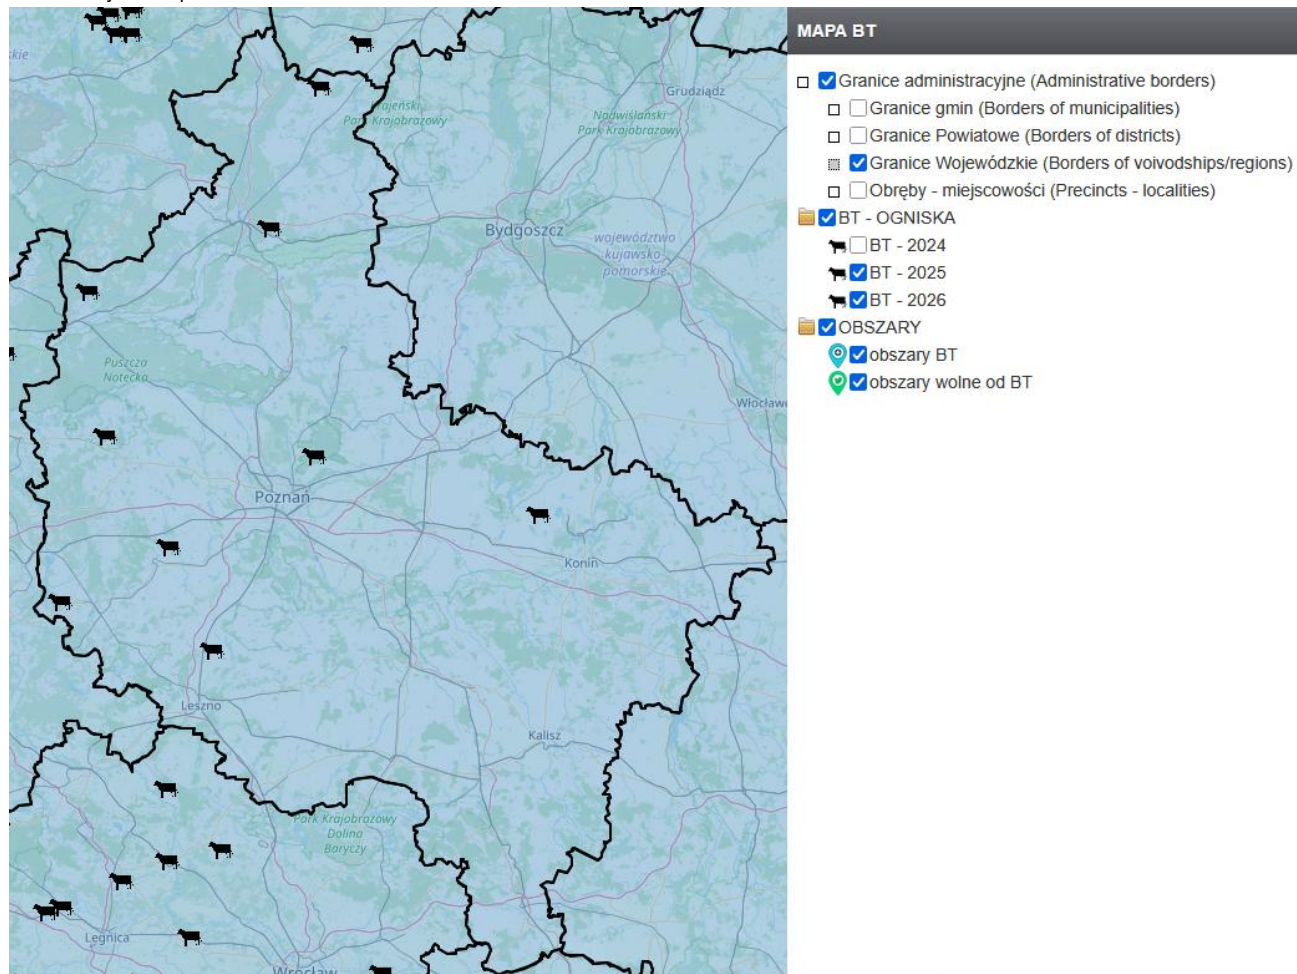 skie
Grudziądz
Krajeński
Park Krajobrazowy
Nadwiślański
Park Krajobrazowy
Bydgoszcz
województwo
kujawsko
pomorskie
Puszcza
Notecka
Włocławe
Poznań
Konin
Leszno
Kalisz
Park Krajobrazowy
Dolina
Baryczy
Legnica
Wrocław
MAPA BT
Granice administracyjne (Administrative borders)
Granice gmin (Borders of municipalities)
Granice Powiatowe (Borders of districts)
Granice Wojewódzkie (Borders of voivodships/regions)
Obręby - miejscowości (Precincts - localities)
BT - OGNISKA
BT - 2024
BT - 2025
BT - 2026
OBSZARY
obszary BT
obszary wolne od BT